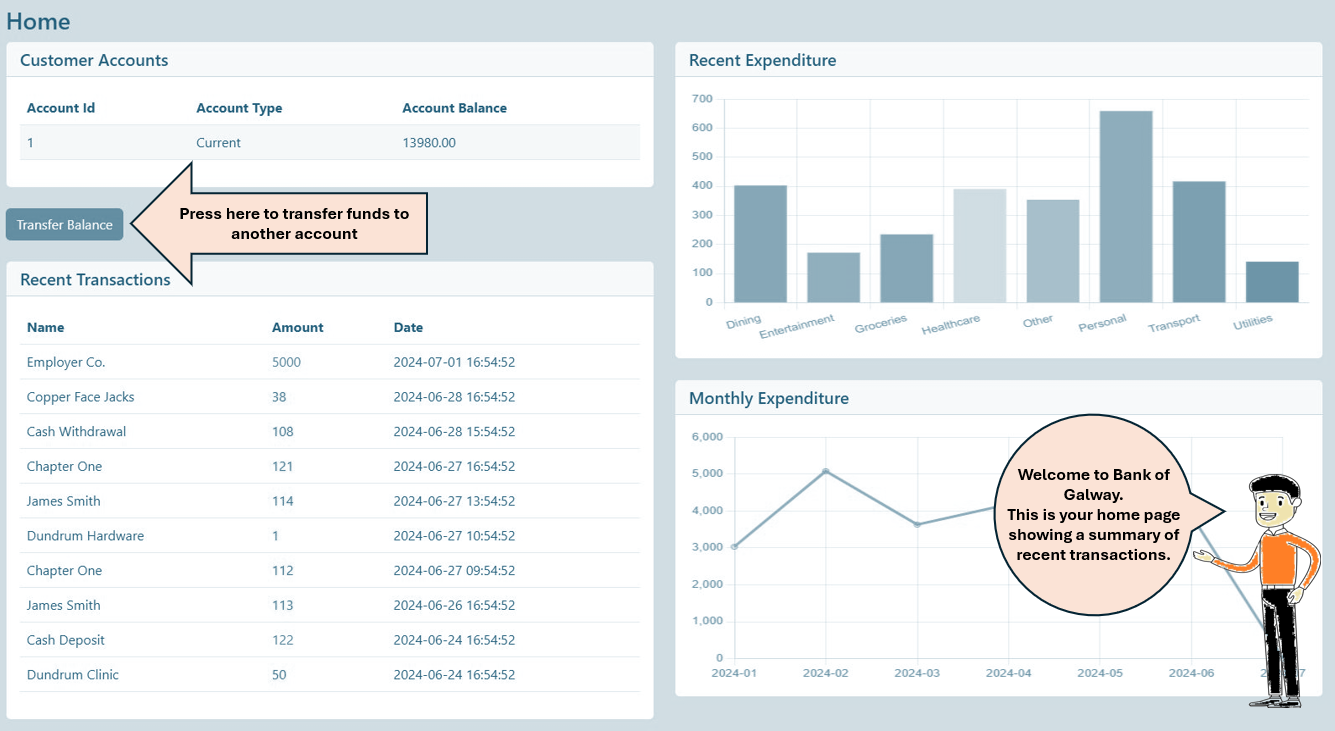 Home
Customer Accounts
Account Id Account Type Account Balance
1 Current 13980.00
Transfer Balance
Press here to transfer funds to
another account
Recent Transactions
Name Amount Date
Employer Co. 5000 2024-07-01 16:54:52
Copper Face Jacks 38 2024-06-28 16:54:52
Cash Withdrawal 108 2024-06-28 15:54:52
Chapter One 121 2024-06-27 16:54:52
James Smith 114 2024-06-27 13:54:52
Dundrum Hardware 1 2024-06-27 10:54:52
Chapter One 112 2024-06-27 09:54:52
James Smith 113 2024-06-26 16:54:52
Cash Deposit 122 2024-06-24 16:54:52
Dundrum Clinic 50 2024-06-24 16:54:52
Recent Expenditure
700
600
500
400
300
200
100
0
Dining Entertainment Groceries Healthcare Other Personal Transport Utilities
Monthly Expenditure
6,000
5,000
4,000
3,000
2,000
1,000
0
2024-01 2024-02 2024-03 2024-04 2024-05 2024-06
Welcome to Bank of
Galway.
This is your home page
showing a summary of
recent transactions.